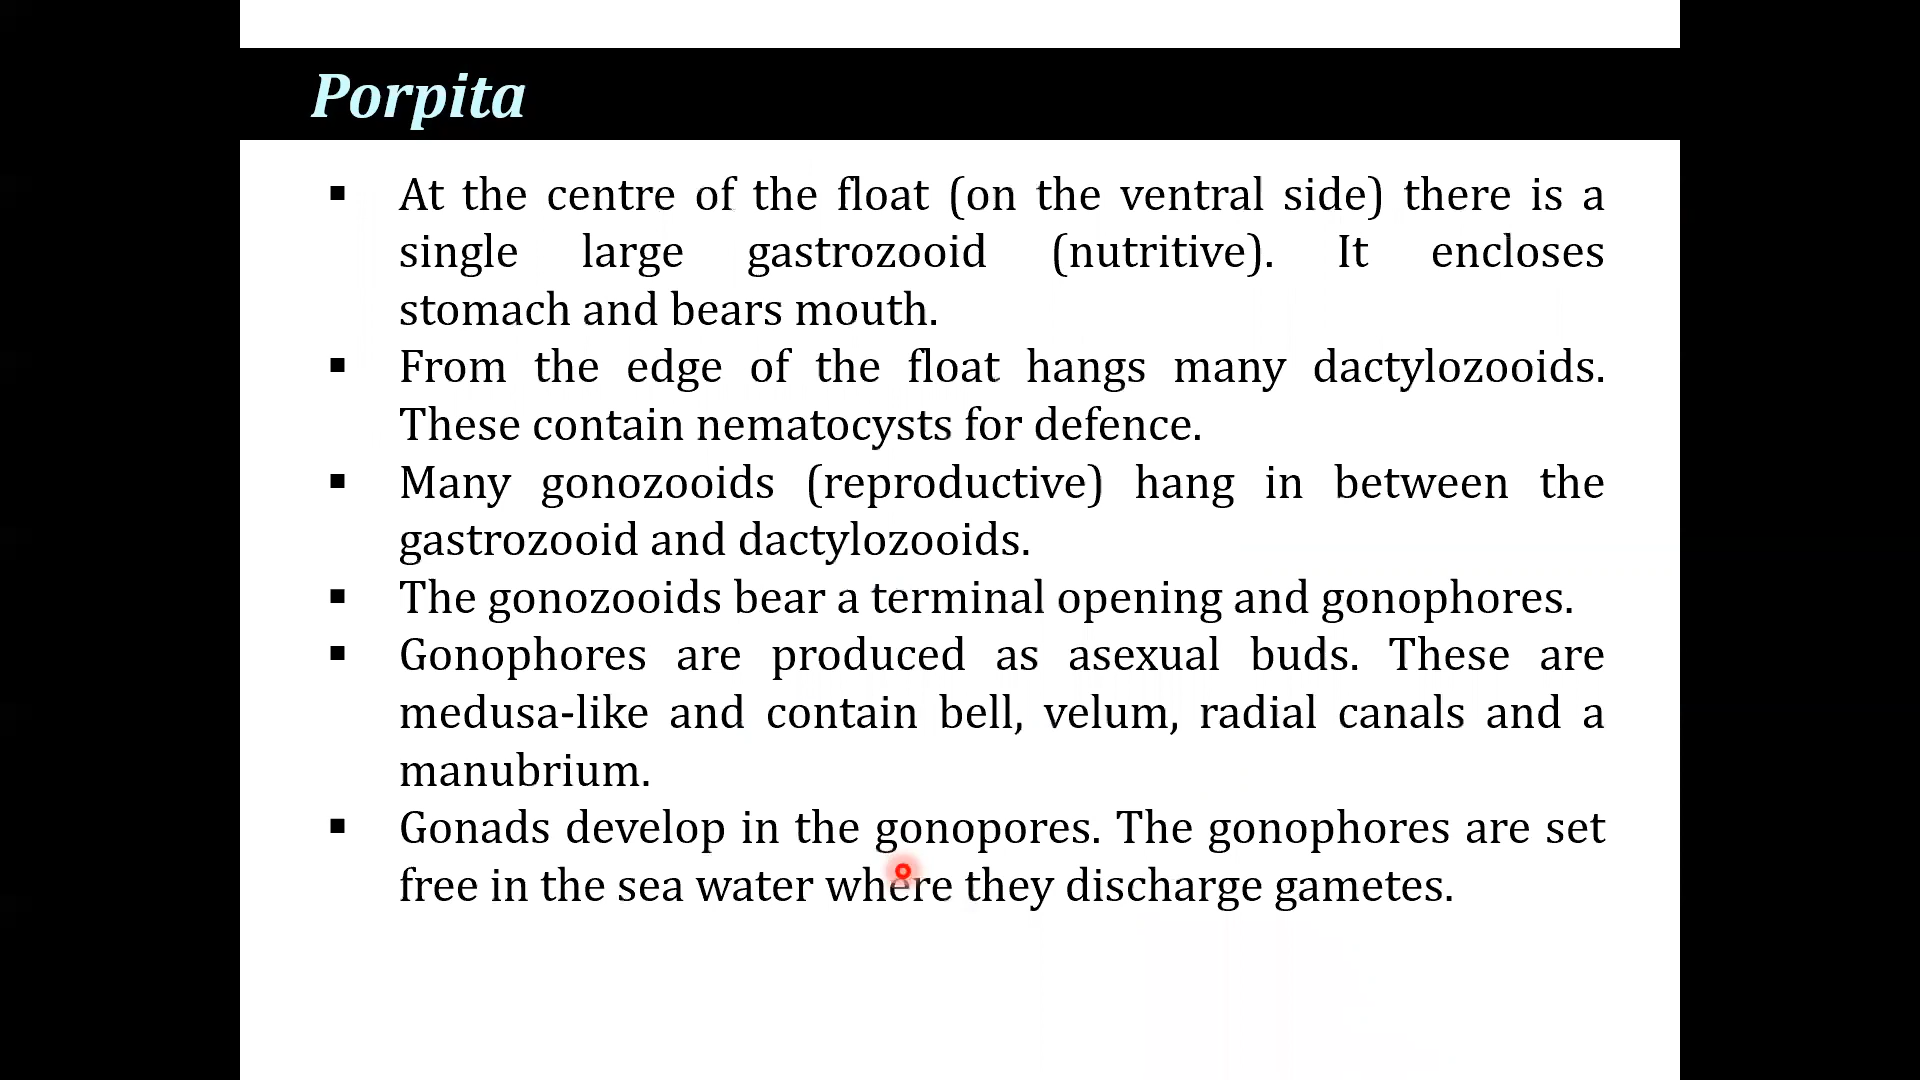 Porpita
▪ At the centre of the float (on the ventral side) there is a
single large gastrozooid (nutritive). It encloses
stomach and bears mouth.
▪ From the edge of the float hangs many dactylozooids.
These contain nematocysts for defence.
▪ Many gonozooids (reproductive) hang in between the
gastrozooid and dactylozooids.
▪ The gonozooids bear a terminal opening and gonophores.
▪ Gonophores are produced as asexual buds. These are
medusa-like and contain bell, velum, radial canals and a
manubrium.
▪ Gonads develop in the gonopores. The gonophores are set
free in the sea water where they discharge gametes.